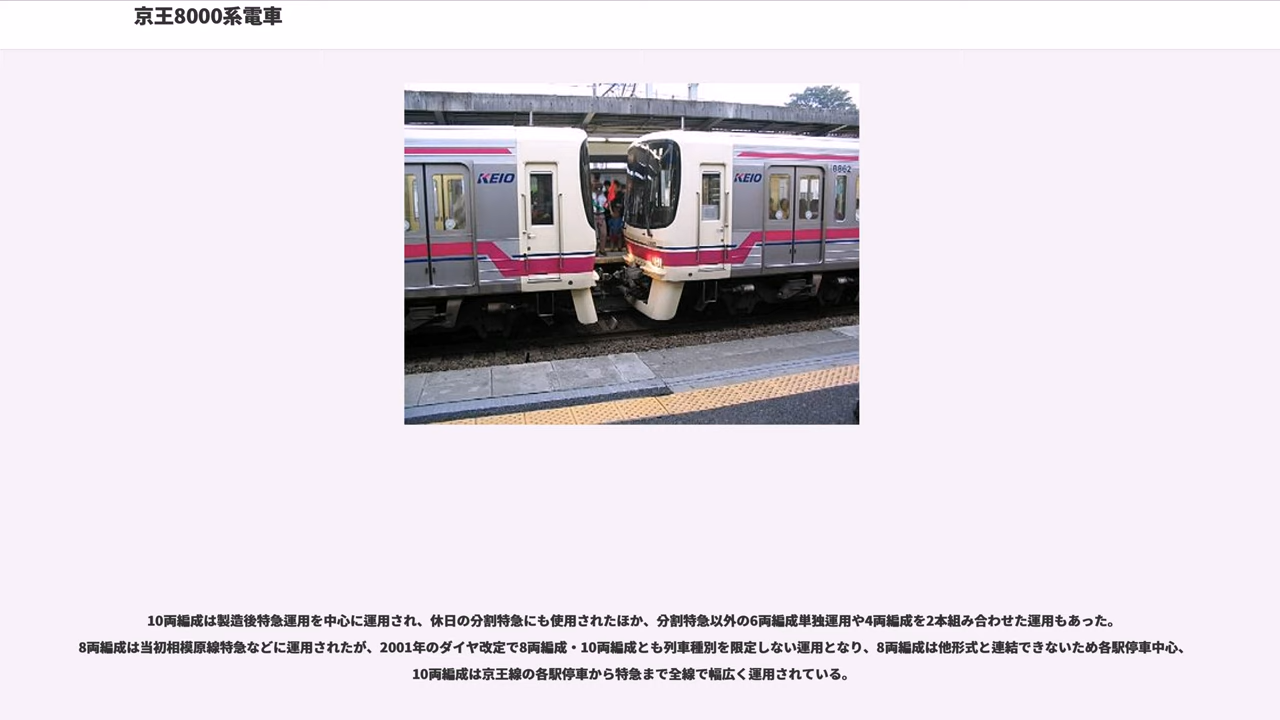 京王8000系電車
KEIO
KEIO
8862
10両編成は製造後特急運用を中心に運用され、休日の分割特急にも使用されたほか、分割特急以外の6両編成単独運用や4両編成を2本組み合わせた運用もあった。
8両編成は当初相模原線特急などに運用されたが、2001年のダイヤ改定で8両編成・10両編成とも列車種別を限定しない運用となり、8両編成は他形式と連結できないため各駅停車中心、
10両編成は京王線の各駅停車から特急まで全線で幅広く運用されている。